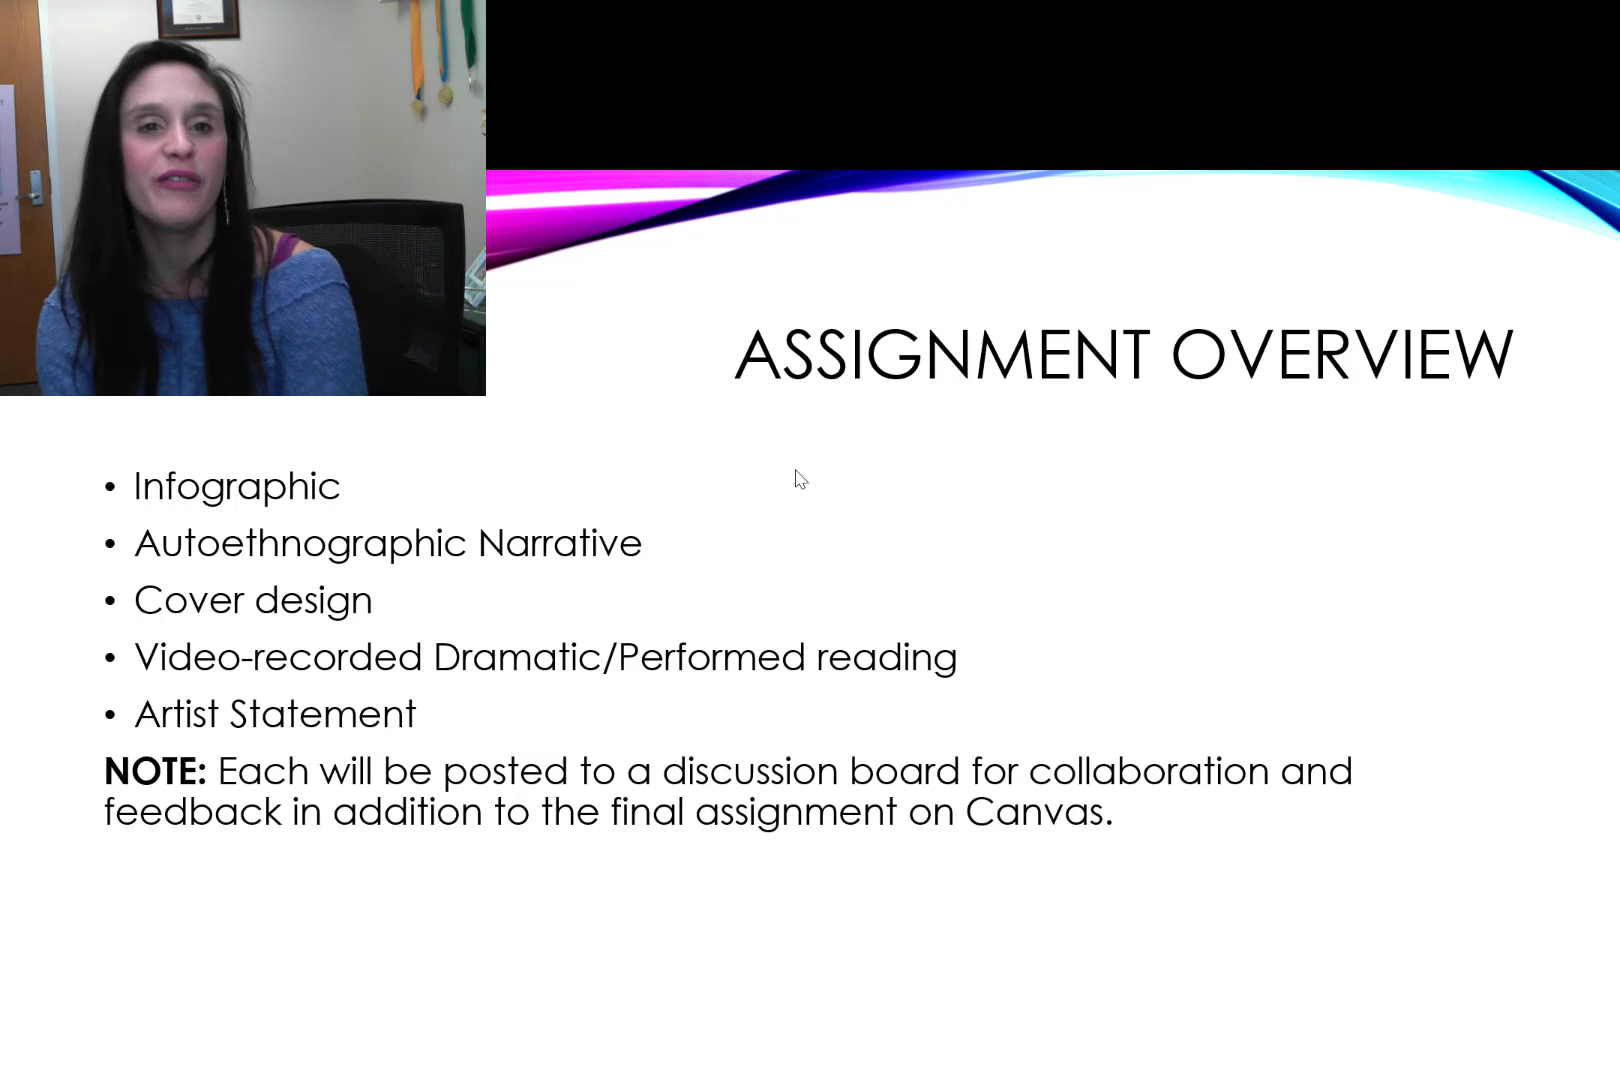 ASSIGNMENT OVERVIEW
• Infographic
• Autoethnographic Narrative
• Cover design
• Video-recorded Dramatic/Performed reading
• Artist Statement
NOTE: Each will be posted to a discussion board for collaboration and
feedback in addition to the final assignment on Canvas.